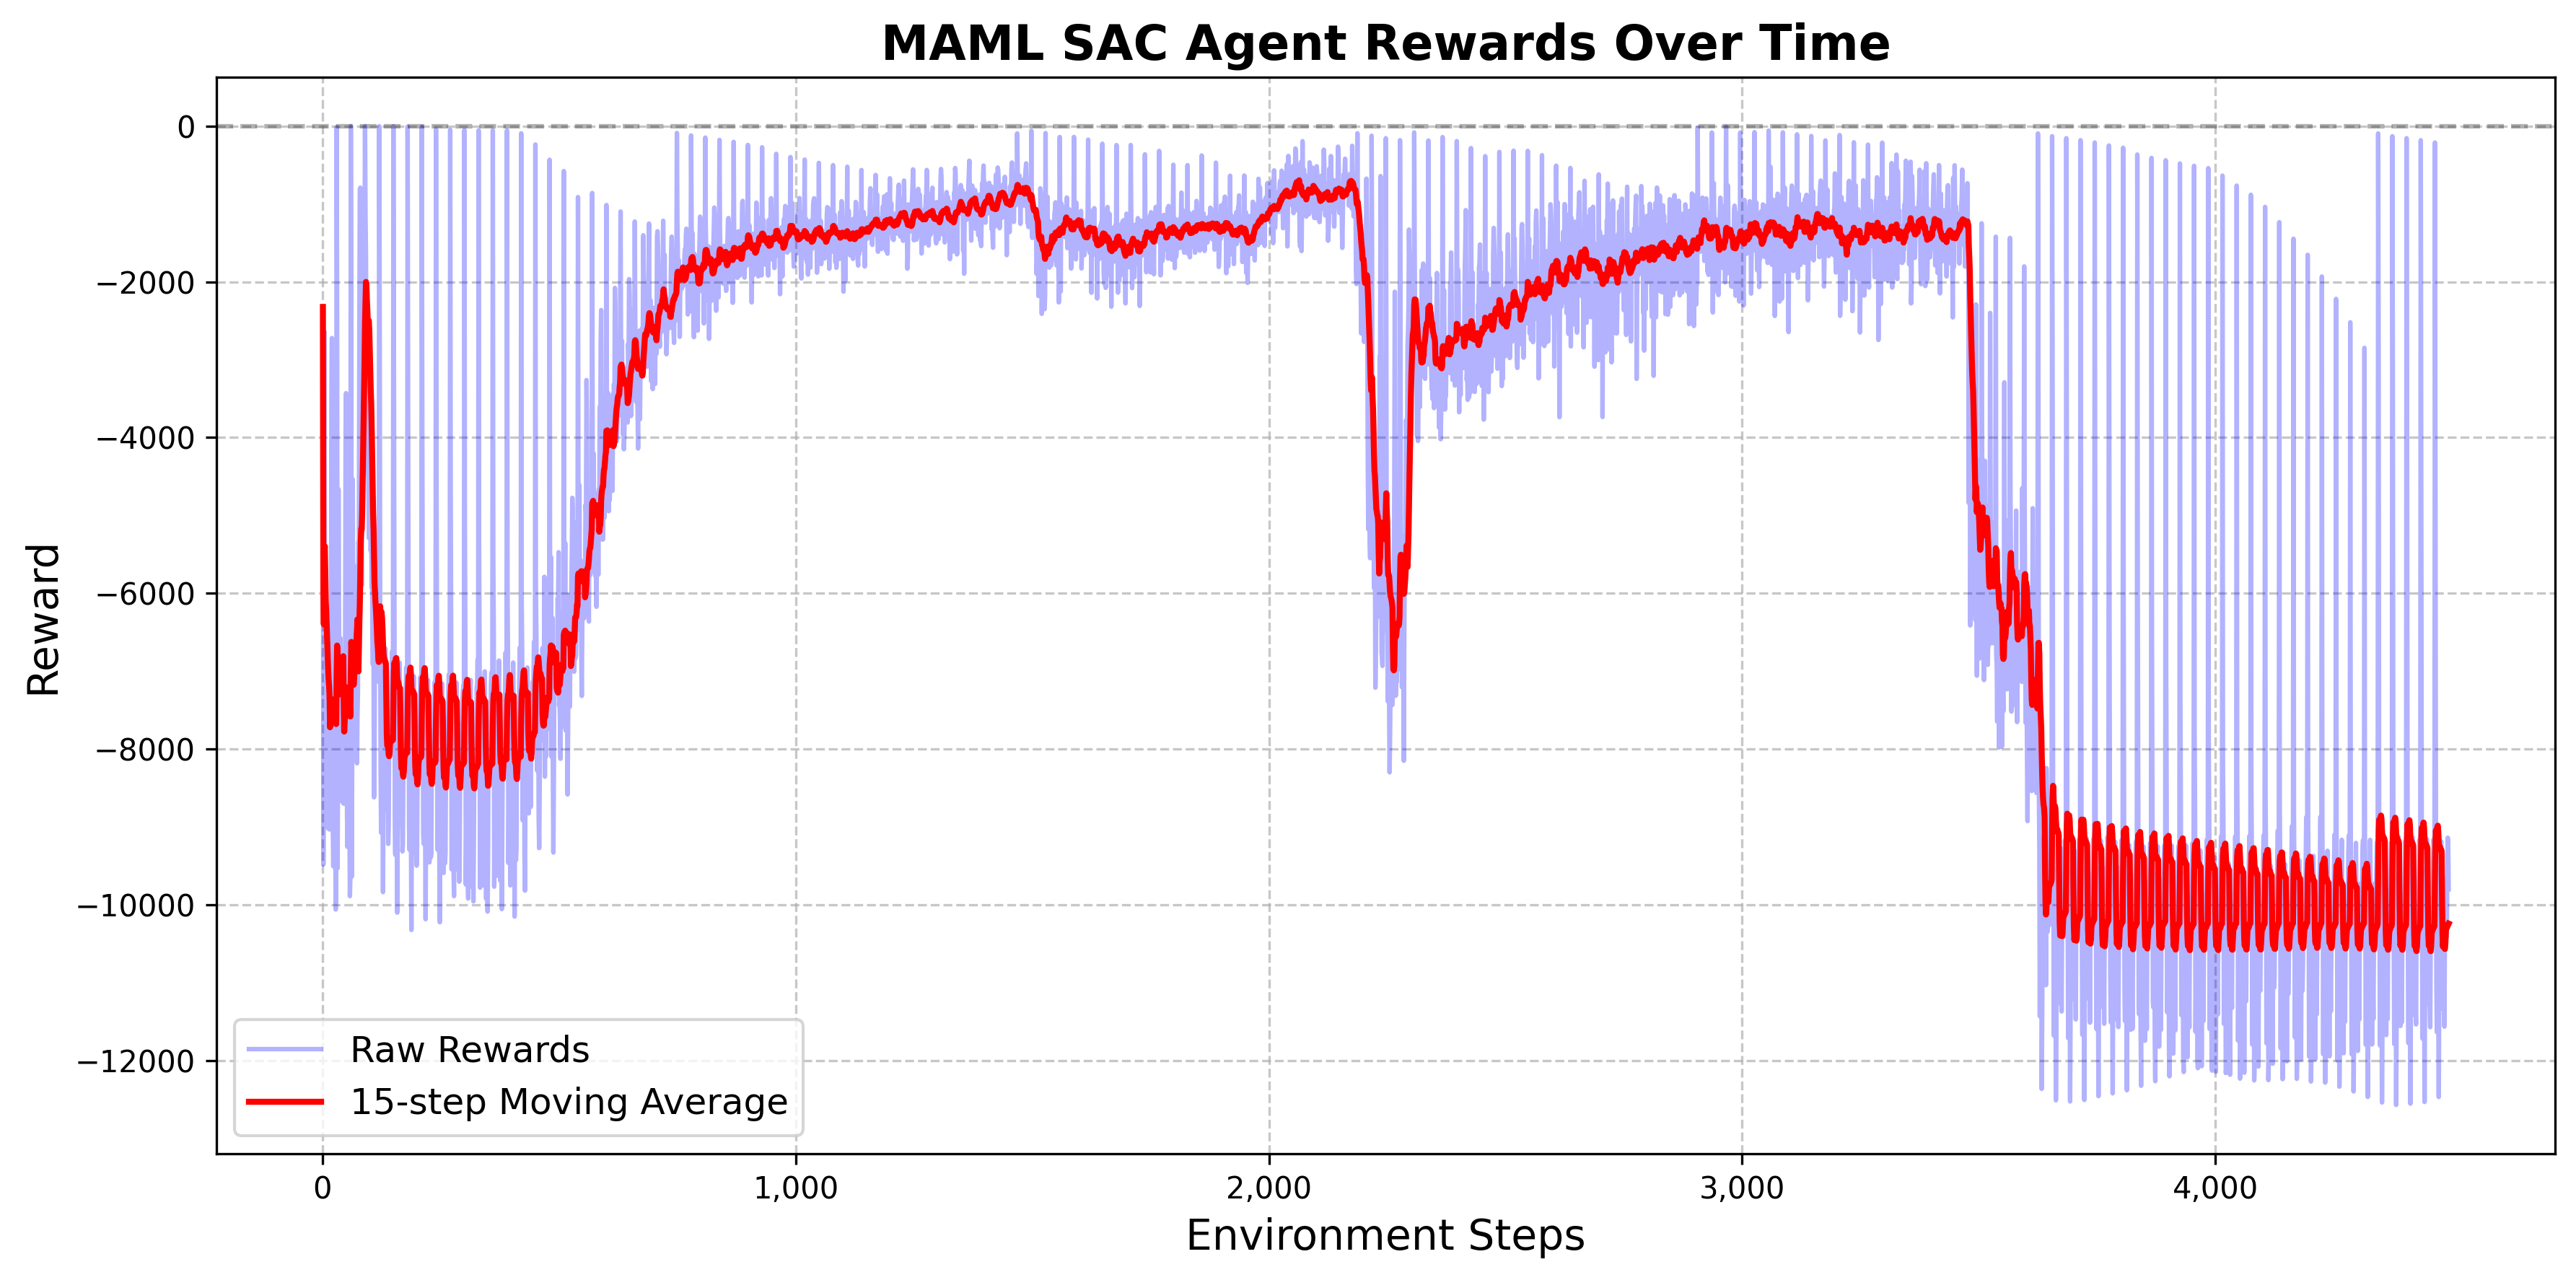 MAML SAC Agent Rewards Over Time
Reward
0
−2000
−4000
−6000
−8000
−10000
−12000
Raw Rewards
15-step Moving Average
0
1,000
2,000
3,000
4,000
Environment Steps